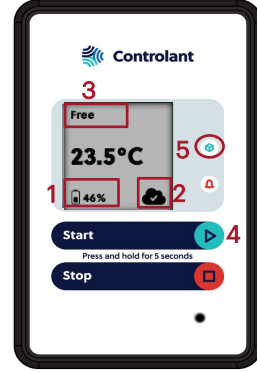 Controlant
3
Free
23.5°C
5
1
46%
2
Start
4
Press and hold for 5 seconds
Stop